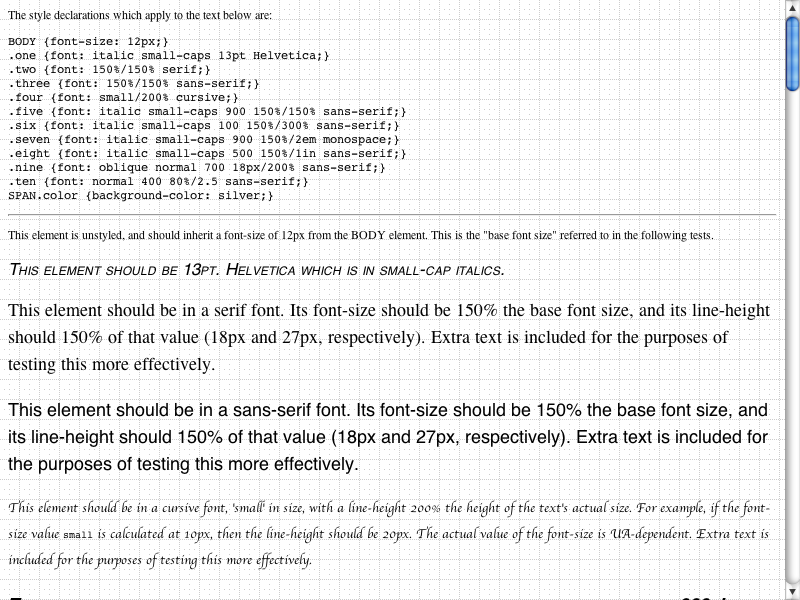 The style declarations which apply to the text below are:
BODY {font-size: 12px;}
.one {font: italic small-caps 13pt Helvetica;}
.two {font: 150%/150% serif;}
.three {font: 150%/150% sans-serif;}
.four {font: small/200% cursive;}
.five {font: italic small-caps 900 150%/150% sans-serif;}
.six {font: italic small-caps 100 150%/300% sans-serif;}
.seven {font: italic small-caps 900 150%/2em monospace;}
.eight {font: italic small-caps 500 150%/1in sans-serif;}
.nine {font: oblique normal 700 18px/200% sans-serif;}
.ten {font: normal 400 80%/2.5 sans-serif;}
SPAN.color {background-color: silver;}
This element is unstyled, and should inherit a font-size of 12px from the BODY element. This is the "base font size" referred to in the following tests.
This element should be 13pt. Helvetica which is in small-cap italics.
This element should be in a serif font. Its font-size should be 150% the base font size, and its line-height
should 150% of that value (18px and 27px, respectively). Extra text is included for the purposes of
testing this more effectively.
This element should be in a sans-serif font. Its font-size should be 150% the base font size, and
its line-height should 150% of that value (18px and 27px, respectively). Extra text is included for
the purposes of testing this more effectively.
This element should be in a cursive font, 'small' in size, with a line-height 200% the height of the text's actual size. For example, if the font-
size value small is calculated at 10px, then the line-height should be 20px. The actual value of the font-size is UA-dependent. Extra text is
included for the purposes of testing this more effectively.